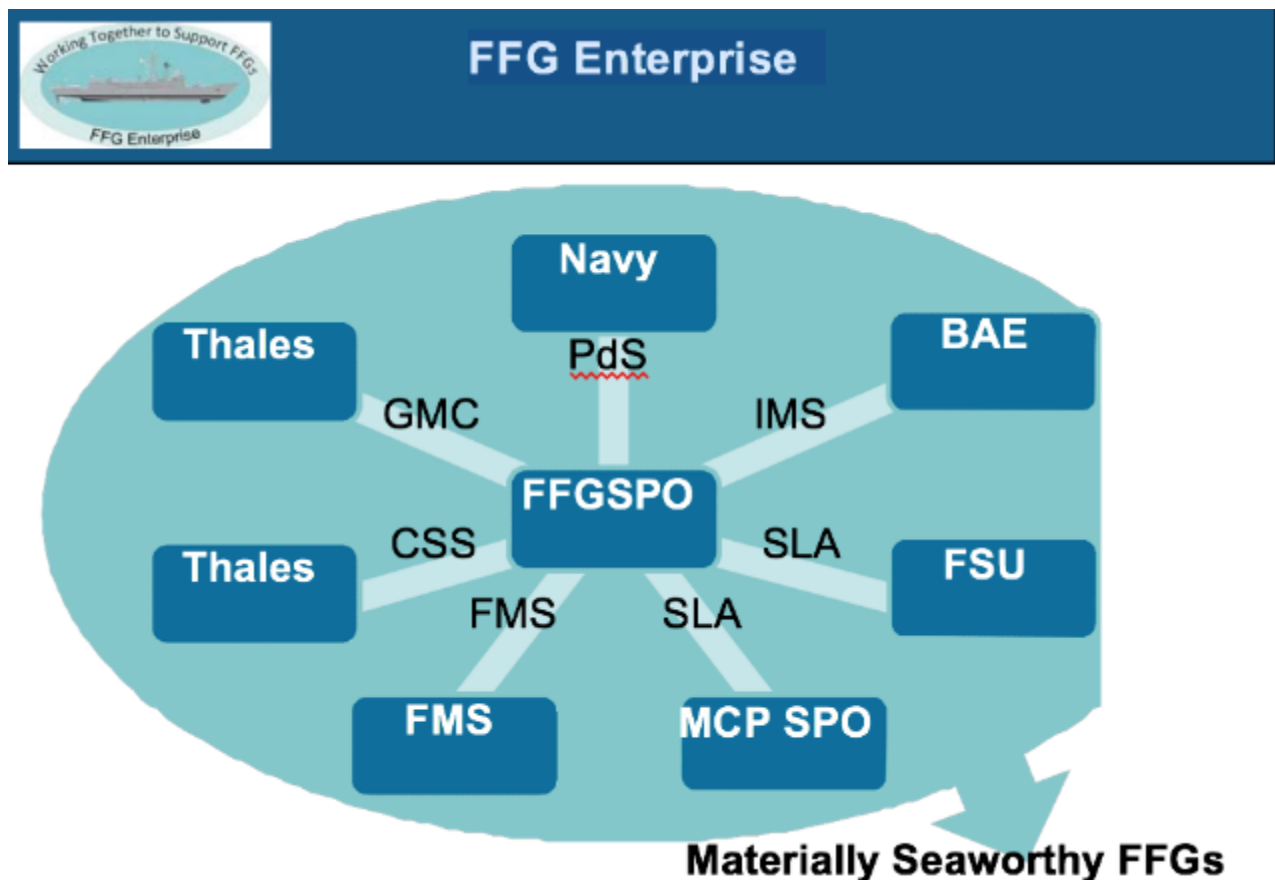 Working Together to Support FFGs
FFG Enterprise
FFG Enterprise
Navy
Thales
BAE
PdS
GMC
IMS
FFGSPO
CSS
SLA
Thales
FSU
FMS
SLA
FMS
MCP SPO
Materially Seaworthy FFGs